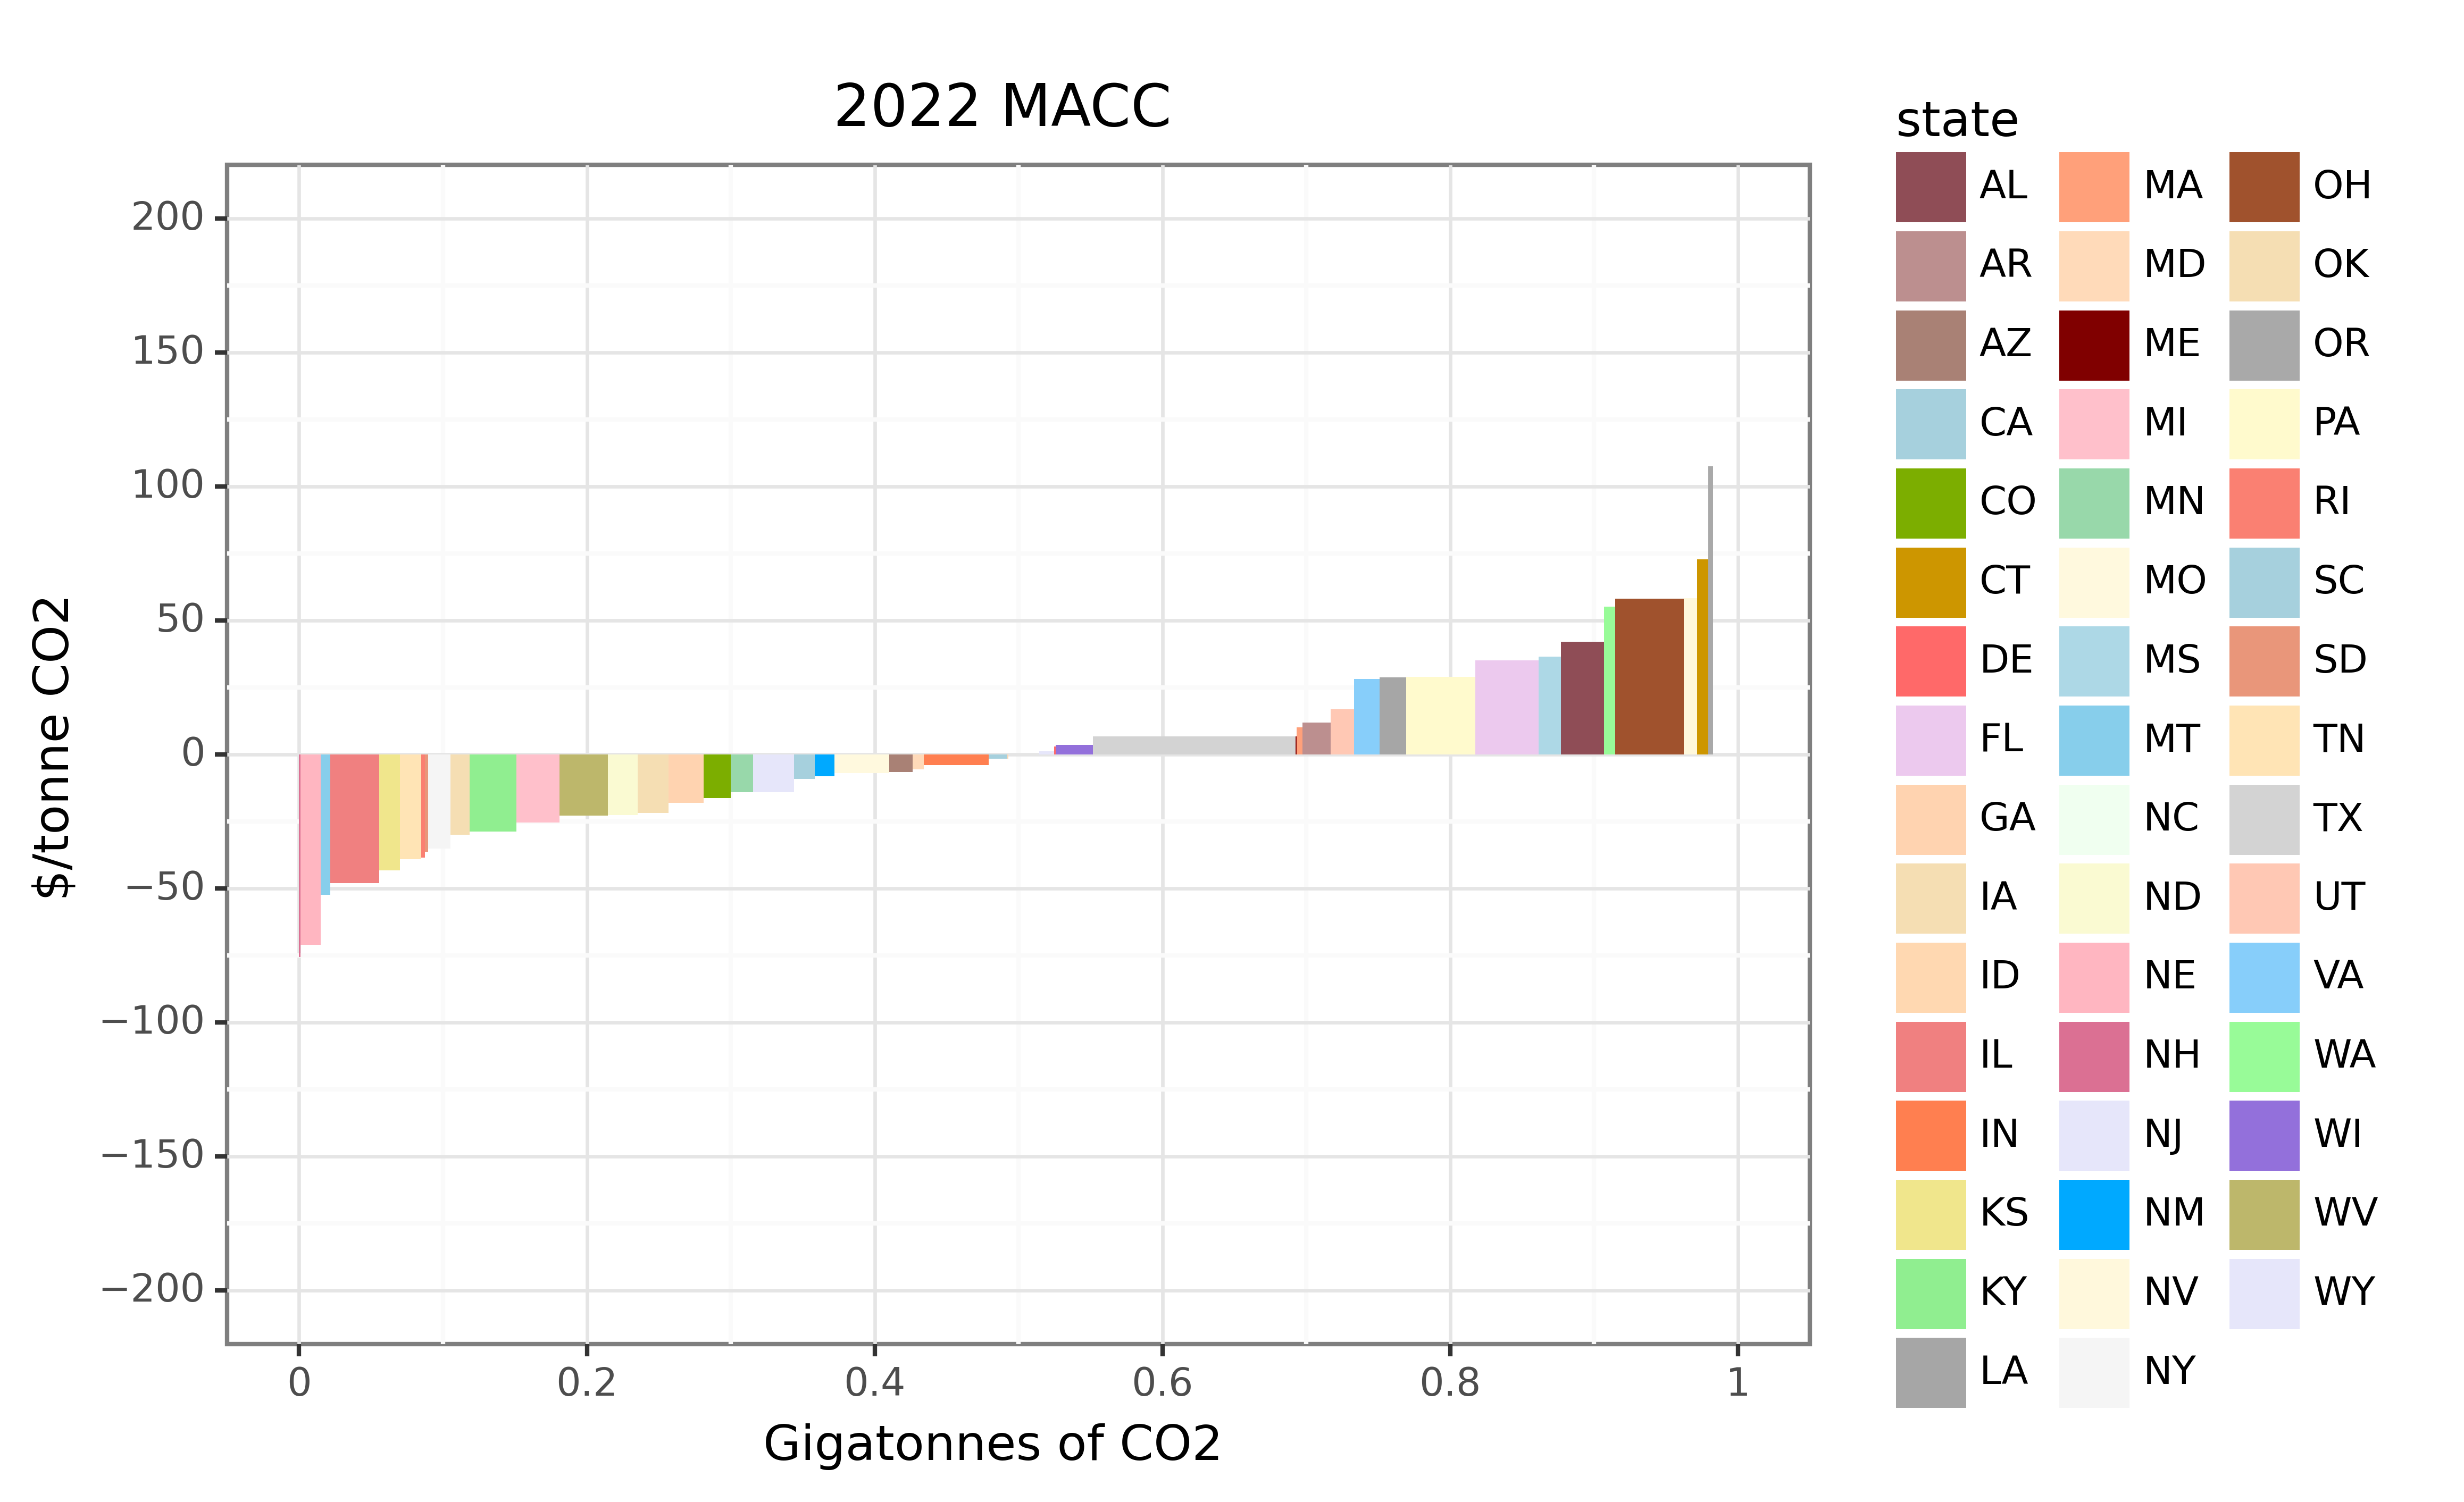 2022 MACC
$/tonne CO2
200
150
100
50
0
−50
−100
−150
−200
0 0.2 0.4 0.6 0.8 1
Gigatonnes of CO2
state
AL MA OH
AR MD OK
AZ ME OR
CA MI PA
CO MN RI
CT MO SC
DE MS SD
FL MT TN
GA NC TX
IA ND UT
ID NE VA
IL NH WA
IN NJ WI
KS NM WV
KY NV WY
LA NY